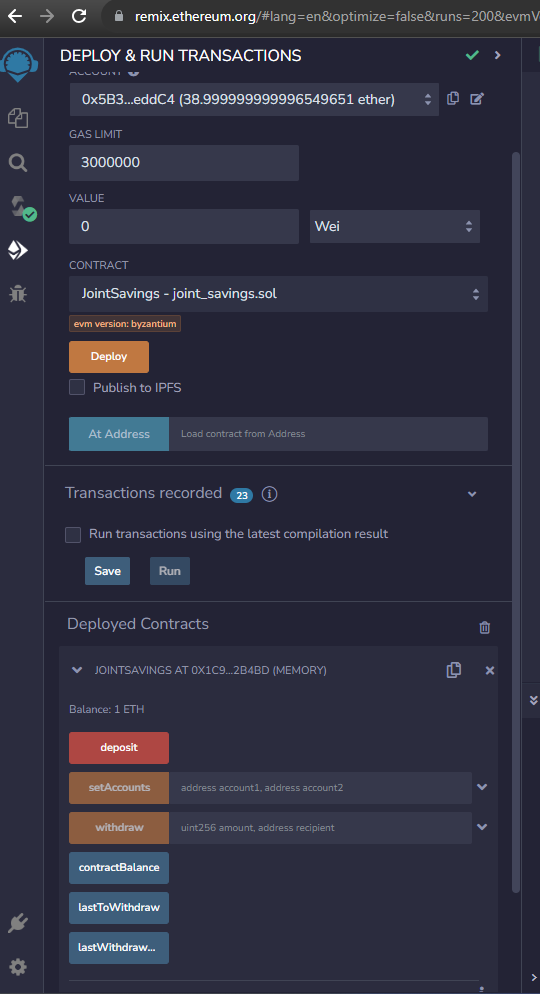 remix.ethereum.org/#lang=en&optimize=false&runs=200&evmV
DEPLOY & RUN TRANSACTIONS
ACCOUNT
0x5B3...eddC4 (38.999999999996549651 ether)
GAS LIMIT
3000000
VALUE
0
Wei
CONTRACT
JointSavings - joint_savings.sol
evm version: byzantium
Deploy
Publish to IPFS
At Address
Load contract from Address
Transactions recorded 23
Run transactions using the latest compilation result
Save
Run
Deployed Contracts
JOINTSAVINGS AT 0X1C9...2B4BD (MEMORY)
Balance: 1 ETH
deposit
setAccounts
address account1, address account2
withdraw
uint256 amount, address recipient
contractBalance
lastToWithdraw
lastWithdraw...